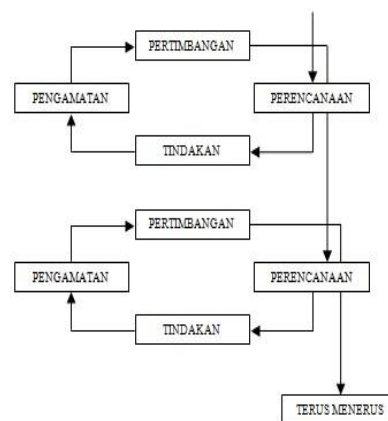 PERTIMBANGAN
PENGAMATAN
PERENCANAAN
TINDAKAN
PERTIMBANGAN
PENGAMATAN
PERENCANAAN
TINDAKAN
TERUS MENERUS